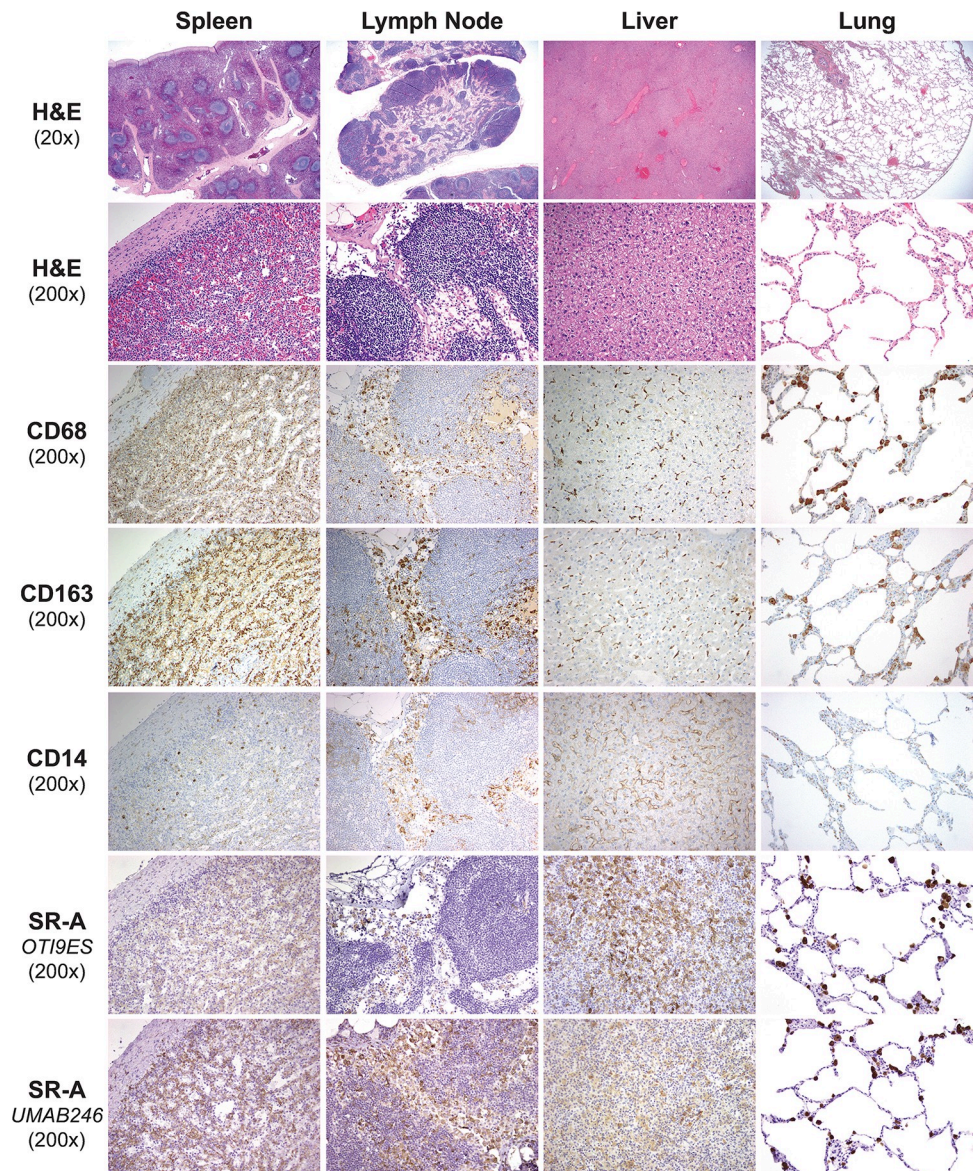 Spleen
Lymph Node
Liver
Lung
H&E
(20x)
H&E
(200x)
CD68
(200x)
CD163
(200x)
CD14
(200x)
SR-A
OTI9ES
(200x)
SR-A
UMAB246
(200x)